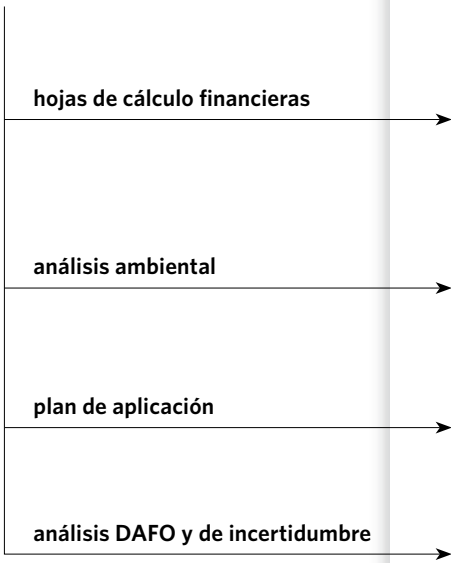 hojas de cálculo financieras
análisis ambiental
plan de aplicación
análisis DAFO y de incertidumbre